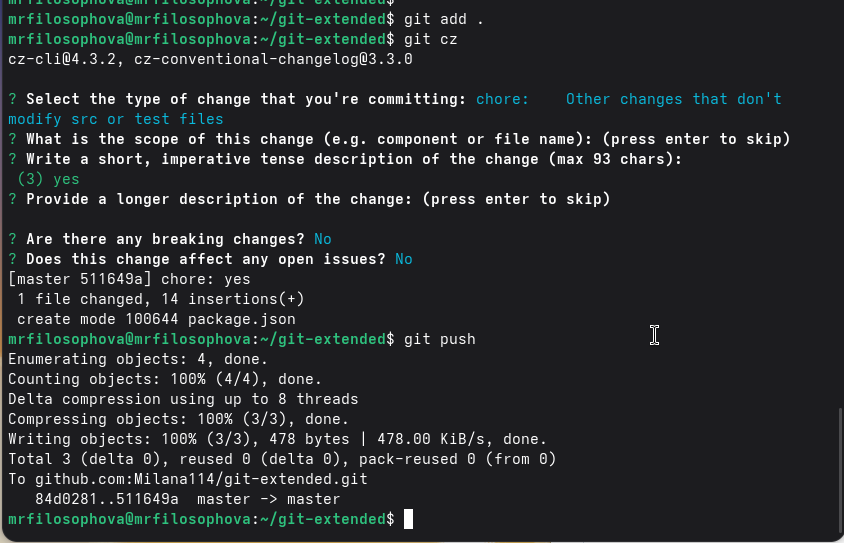 mrfilosophova@mrfilosophova:~/git-extended$ git add .
mrfilosophova@mrfilosophova:~/git-extended$ git cz
cz-cli@4.3.2, cz-conventional-changelog@3.3.0
? Select the type of change that you're committing: chore:    Other changes that don't
modify src or test files
? What is the scope of this change (e.g. component or file name): (press enter to skip)
? Write a short, imperative tense description of the change (max 93 chars):
 (3) yes
? Provide a longer description of the change: (press enter to skip)
? Are there any breaking changes? No
? Does this change affect any open issues? No
[master 511649a] chore: yes
 1 file changed, 14 insertions(+)
 create mode 100644 package.json
mrfilosophova@mrfilosophova:~/git-extended$ git push
Enumerating objects: 4, done.
Counting objects: 100% (4/4), done.
Delta compression using up to 8 threads
Compressing objects: 100% (3/3), done.
Writing objects: 100% (3/3), 478 bytes | 478.00 KiB/s, done.
Total 3 (delta 0), reused 0 (delta 0), pack-reused 0 (from 0)
To github.com:Milana114/git-extended.git
   84d0281..511649a  master -> master
mrfilosophova@mrfilosophova:~/git-extended$